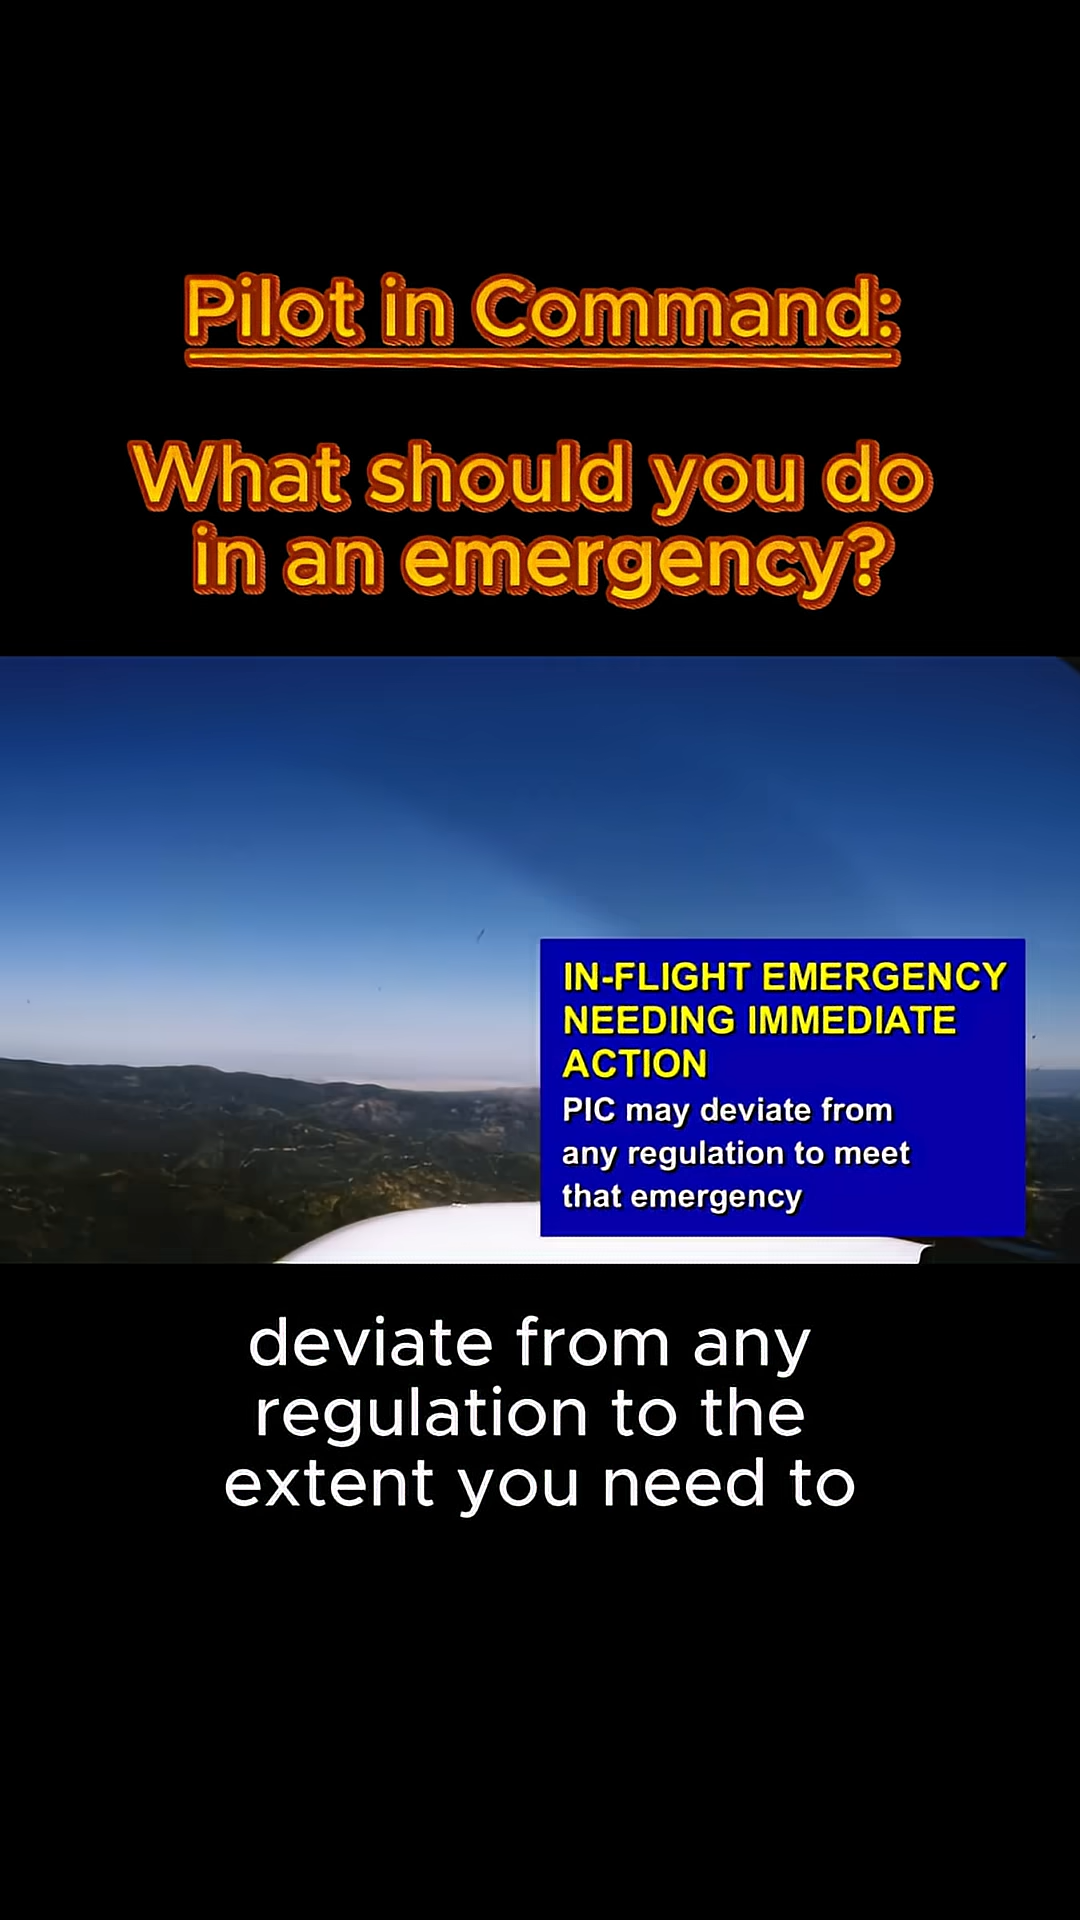 Pilot in Command:
What should you do
in an emergency?
IN-FLIGHT EMERGENCY
NEEDING IMMEDIATE
ACTION
PIC may deviate from
any regulation to meet
that emergency
deviate from any
regulation to the
extent you need to